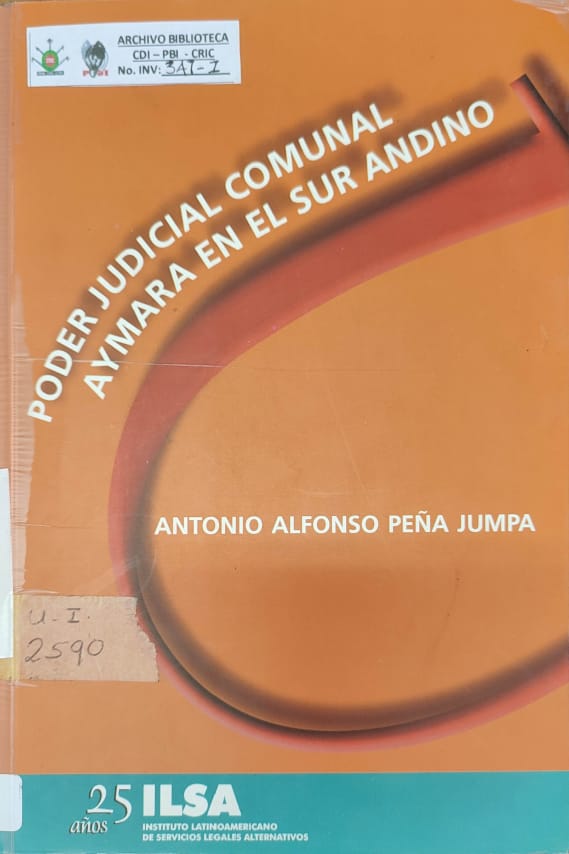 ARCHIVO BIBLIOTECA
CDI – PBI - CRIC
No. INV: 3A7-I
PODER JUDICIAL COMUNAL
AYMARA EN EL SUR ANDINO
ANTONIO ALFONSO PEÑA JUMPA
U. I.
2590
25 años
ILSA
INSTITUTO LATINOAMERICANO
DE SERVICIOS LEGALES ALTERNATIVOS